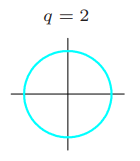 q = 2